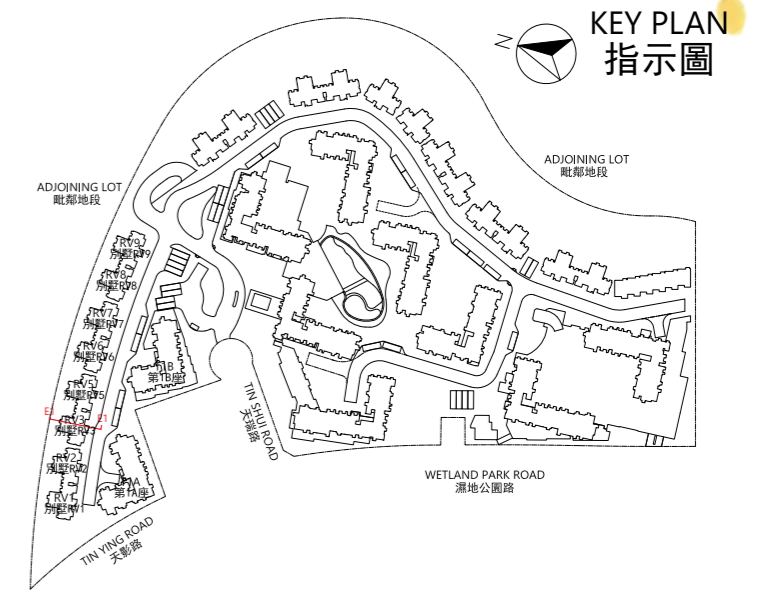 KEY PLAN
指示圖
N
ADJOINING LOT
毗鄰地段
ADJOINING LOT
毗鄰地段
RV9
別墅RV9
RV8
別墅RV8
RV7
別墅RV7
RV6
別墅RV6
RV5
別墅RV5
E1
E1
RV3
別墅RV3
RV2
別墅RV2
RV1
別墅RV1
T1B
第1B座
T1A
第1A座
TIN SHUI ROAD
天瑞路
WETLAND PARK ROAD
濕地公園路
TIN YING ROAD
天影路